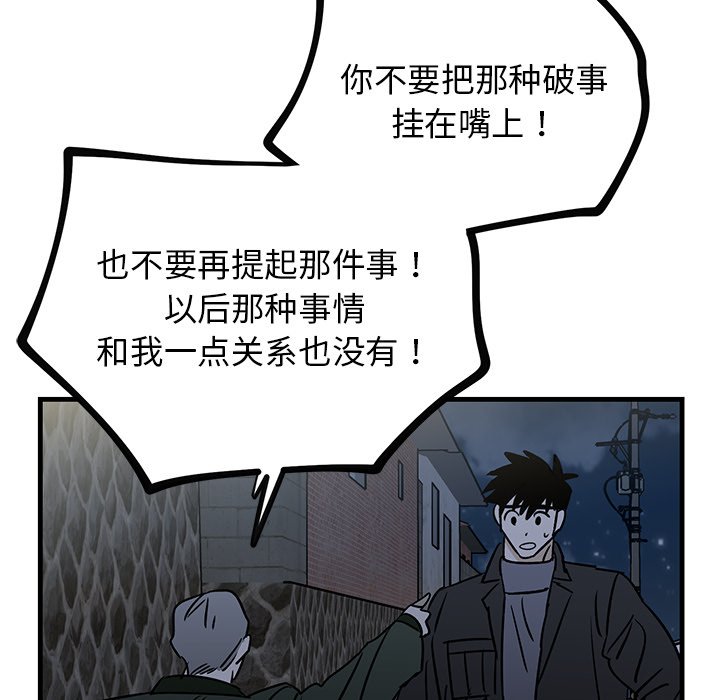 你不要把那种破事
挂在嘴上！
也不要再提起那件事！
以后那种事情
和我一点关系也没有！